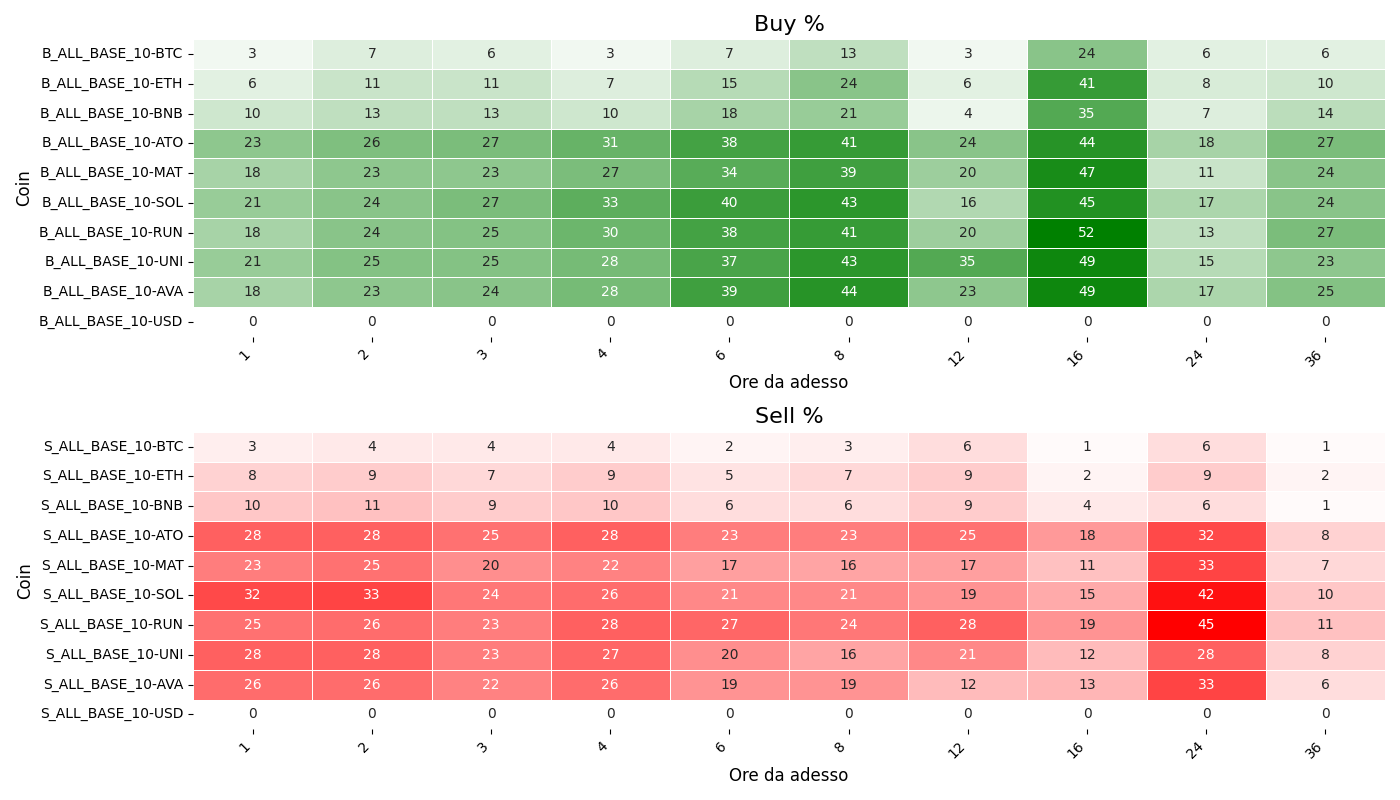 Buy %
Coin
B_ALL_BASE_10-BTC 3 7 6 3 7 13 3 24 6 6
B_ALL_BASE_10-ETH 6 11 11 7 15 24 6 41 8 10
B_ALL_BASE_10-BNB 10 13 13 10 18 21 4 35 7 14
B_ALL_BASE_10-ATO 23 26 27 31 38 41 24 44 18 27
B_ALL_BASE_10-MAT 18 23 23 27 34 39 20 47 11 24
B_ALL_BASE_10-SOL 21 24 27 33 40 43 16 45 17 24
B_ALL_BASE_10-RUN 18 24 25 30 38 41 20 52 13 27
B_ALL_BASE_10-UNI 21 25 25 28 37 43 35 49 15 23
B_ALL_BASE_10-AVA 18 23 24 28 39 44 23 49 17 25
B_ALL_BASE_10-USD 0 0 0 0 0 0 0 0 0 0
1 2 3 4 6 8 12 16 24 36
Ore da adesso
Sell %
Coin
S_ALL_BASE_10-BTC 3 4 4 4 2 3 6 1 6 1
S_ALL_BASE_10-ETH 8 9 7 9 5 7 9 2 9 2
S_ALL_BASE_10-BNB 10 11 9 10 6 6 9 4 6 1
S_ALL_BASE_10-ATO 28 28 25 28 23 23 25 18 32 8
S_ALL_BASE_10-MAT 23 25 20 22 17 16 17 11 33 7
S_ALL_BASE_10-SOL 32 33 24 26 21 21 19 15 42 10
S_ALL_BASE_10-RUN 25 26 23 28 27 24 28 19 45 11
S_ALL_BASE_10-UNI 28 28 23 27 20 16 21 12 28 8
S_ALL_BASE_10-AVA 26 26 22 26 19 19 12 13 33 6
S_ALL_BASE_10-USD 0 0 0 0 0 0 0 0 0 0
1 2 3 4 6 8 12 16 24 36
Ore da adesso